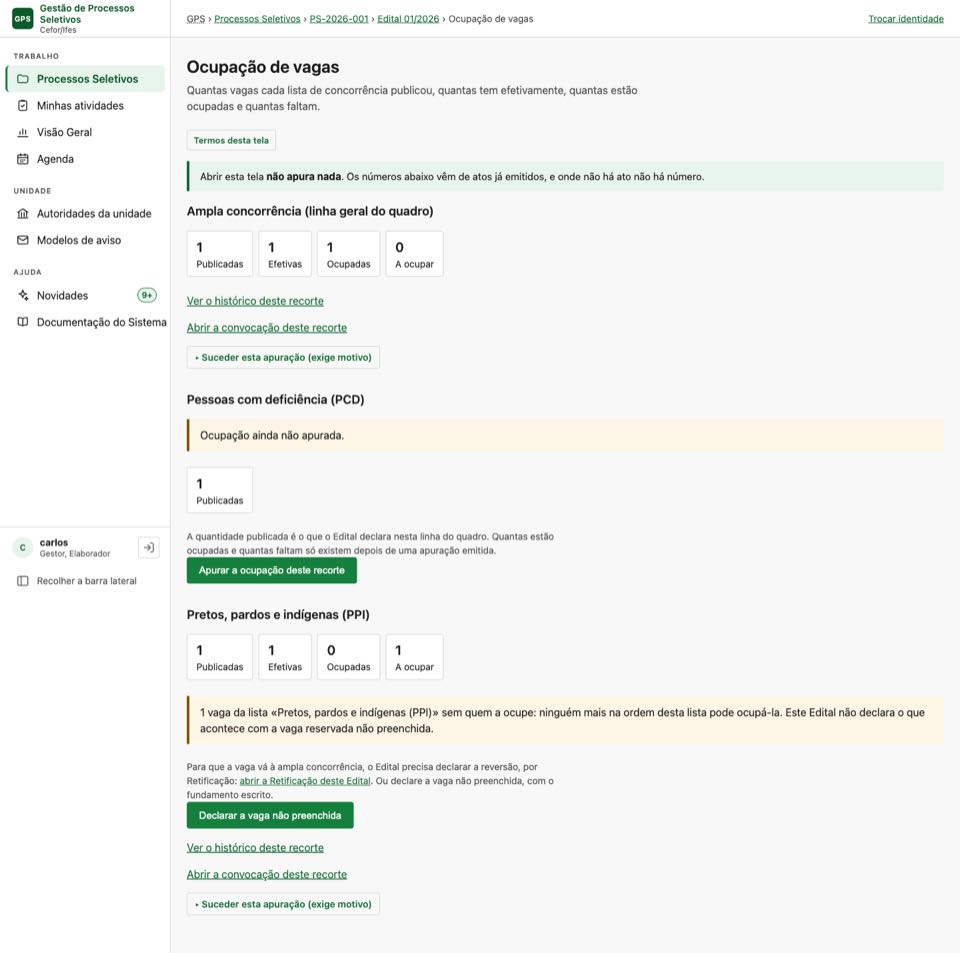 GPS
Gestão de Processos
Seletivos
Cefor/Ifes
GPS › Processos Seletivos › PS-2026-001 › Edital 01/2026 › Ocupação de vagas
Trocar identidade
TRABALHO
Processos Seletivos
Minhas atividades
Visão Geral
Agenda
UNIDADE
Autoridades da unidade
Modelos de aviso
AJUDA
Novidades
9+
Documentação do Sistema
C
carlos
Gestor, Elaborador
Recolher a barra lateral
Ocupação de vagas
Quantas vagas cada lista de concorrência publicou, quantas tem efetivamente, quantas estão
ocupadas e quantas faltam.
Termos desta tela
Abrir esta tela não apura nada. Os números abaixo vêm de atos já emitidos, e onde não há ato não há número.
Ampla concorrência (linha geral do quadro)
1 1 1 0
Publicadas Efetivas Ocupadas A ocupar
Ver o histórico deste recorte
Abrir a convocação deste recorte
Suceder esta apuração (exige motivo)
Pessoas com deficiência (PCD)
Ocupação ainda não apurada.
1
Publicadas
A quantidade publicada é o que o Edital declara nesta linha do quadro. Quantas estão
ocupadas e quantas faltam só existem depois de uma apuração emitida.
Apurar a ocupação deste recorte
Pretos, pardos e indígenas (PPI)
1 1 0 1
Publicadas Efetivas Ocupadas A ocupar
1 vaga da lista «Pretos, pardos e indígenas (PPI)» sem quem a ocupe: ninguém mais na ordem desta lista pode ocupá-la. Este Edital não declara o que
acontece com a vaga reservada não preenchida.
Para que a vaga vá à ampla concorrência, o Edital precisa declarar a reversão, por
Retificação: abrir a Retificação deste Edital. Ou declare a vaga não preenchida, com o
fundamento escrito.
Declarar a vaga não preenchida
Ver o histórico deste recorte
Abrir a convocação deste recorte
Suceder esta apuração (exige motivo)